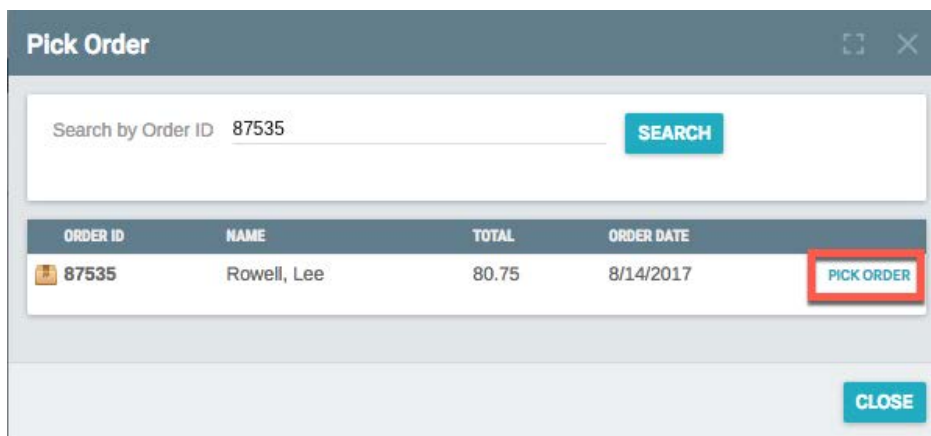 Pick Order
Search by Order ID 87535 SEARCH
ORDER ID NAME TOTAL ORDER DATE
87535 Rowell, Lee 80.75 8/14/2017 PICK ORDER
CLOSE